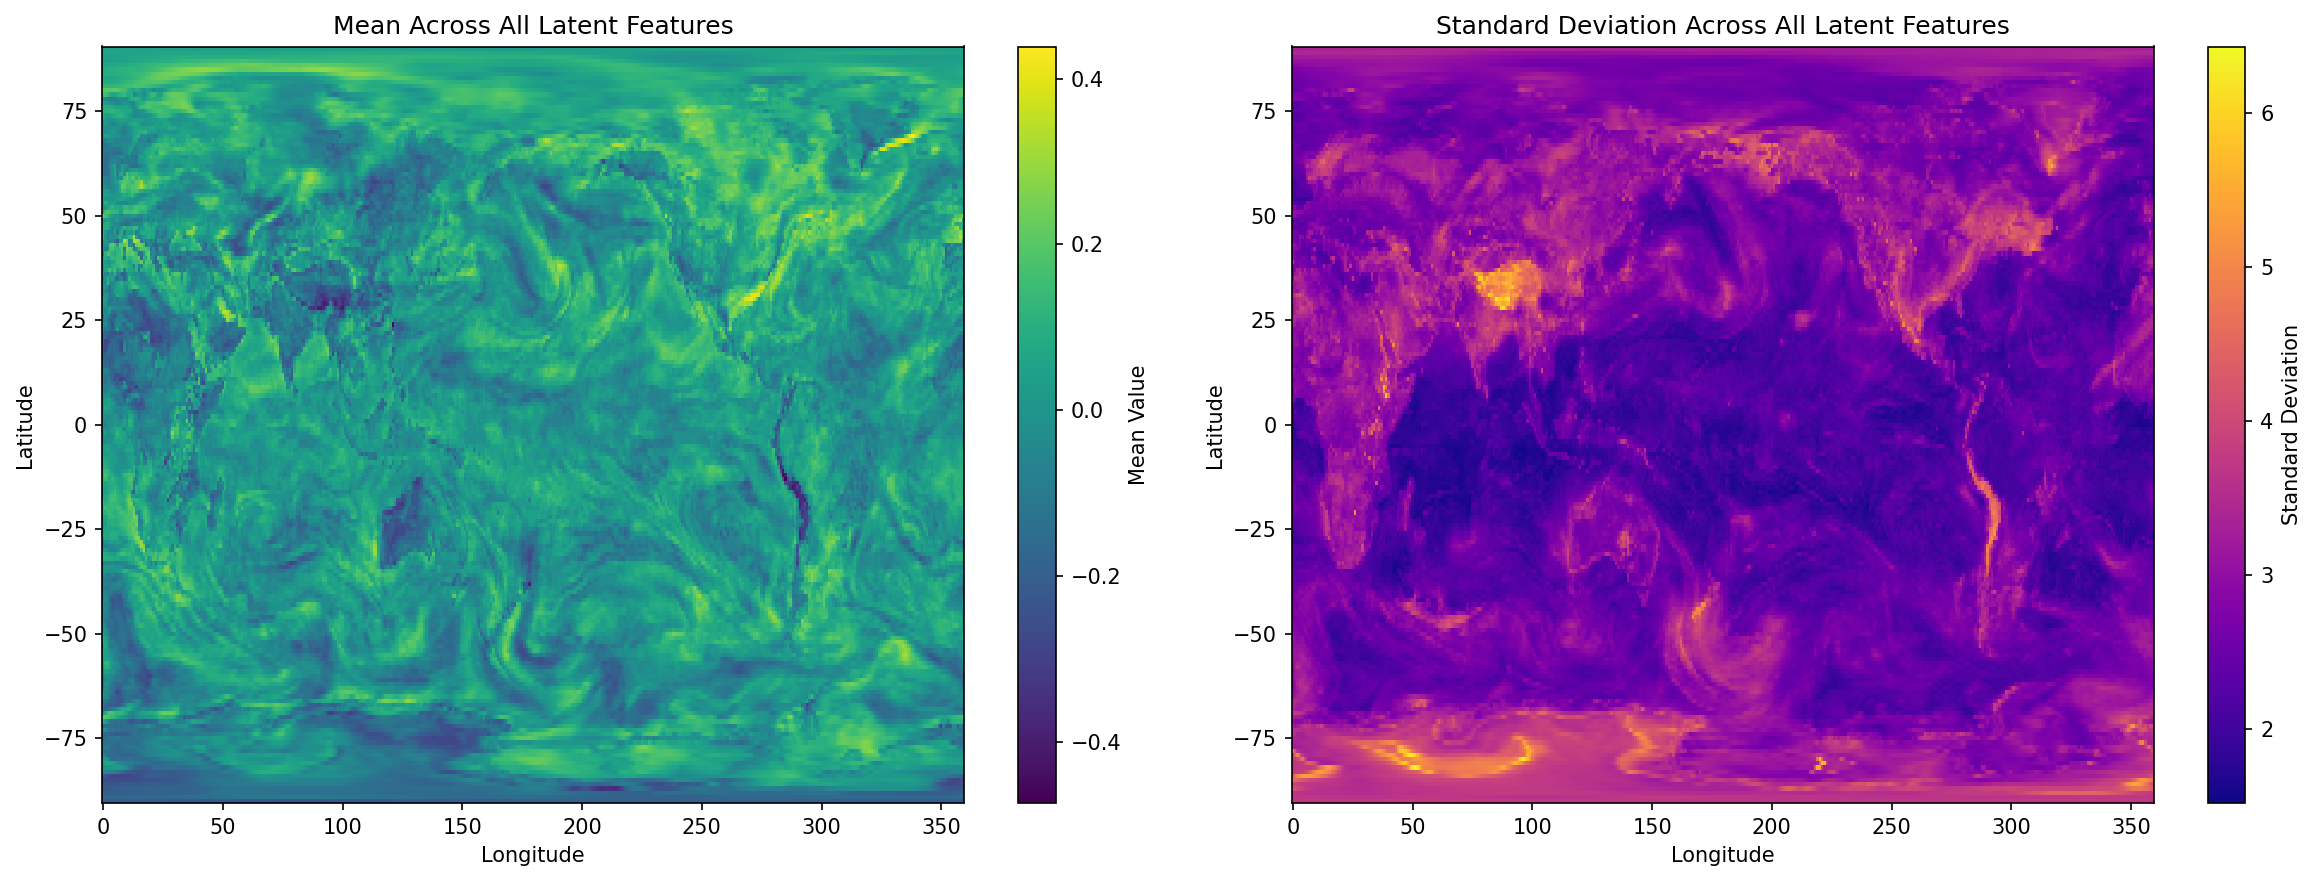 Mean Across All Latent Features
Latitude
75
50
25
0
−25
−50
−75
0 50 100 150 200 250 300 350
Longitude
0.4
0.2
0.0
−0.2
−0.4
Mean Value
Standard Deviation Across All Latent Features
Latitude
75
50
25
0
−25
−50
−75
0 50 100 150 200 250 300 350
Longitude
6
5
4
3
2
Standard Deviation